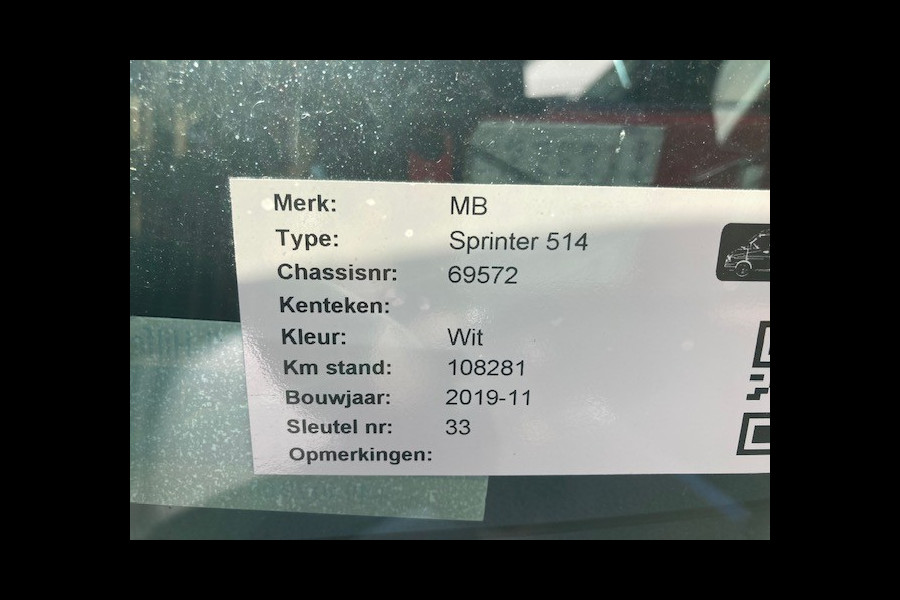 Merk: MB
Type: Sprinter 514
Chassisnr: 69572
Kenteken:
Kleur: Wit
Km stand: 108281
Bouwjaar: 2019-11
Sleutel nr: 33
Opmerkingen: